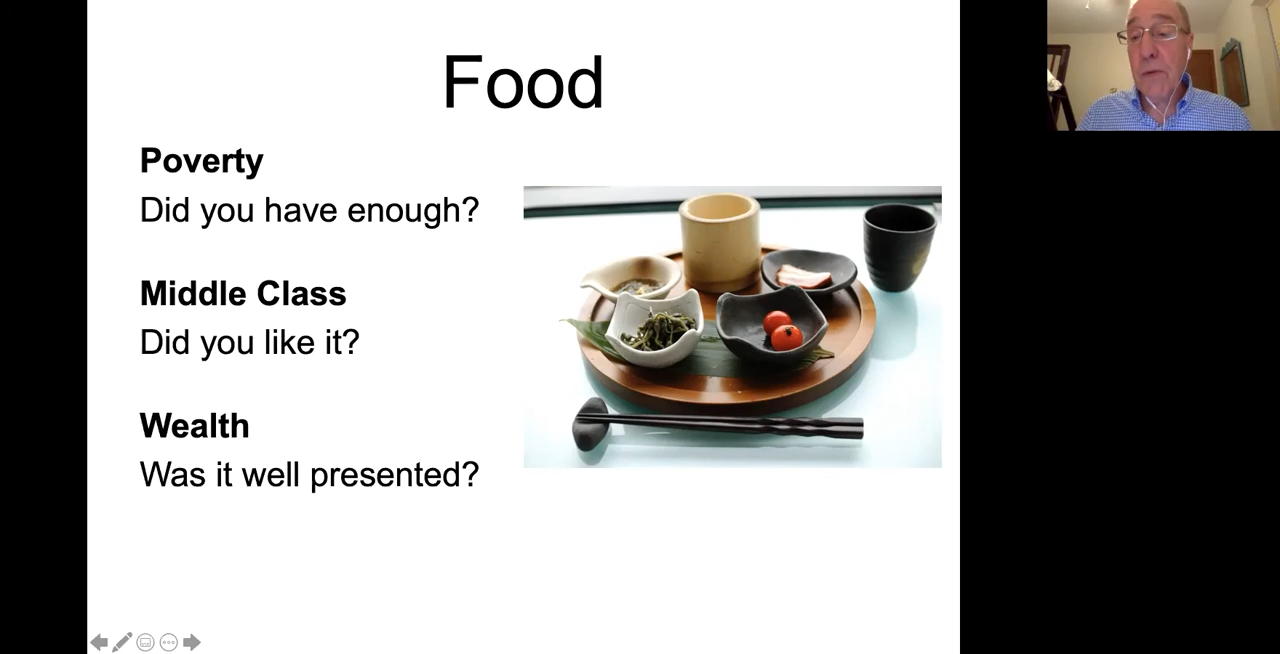 Food
Poverty
Did you have enough?
Middle Class
Did you like it?
Wealth
Was it well presented?